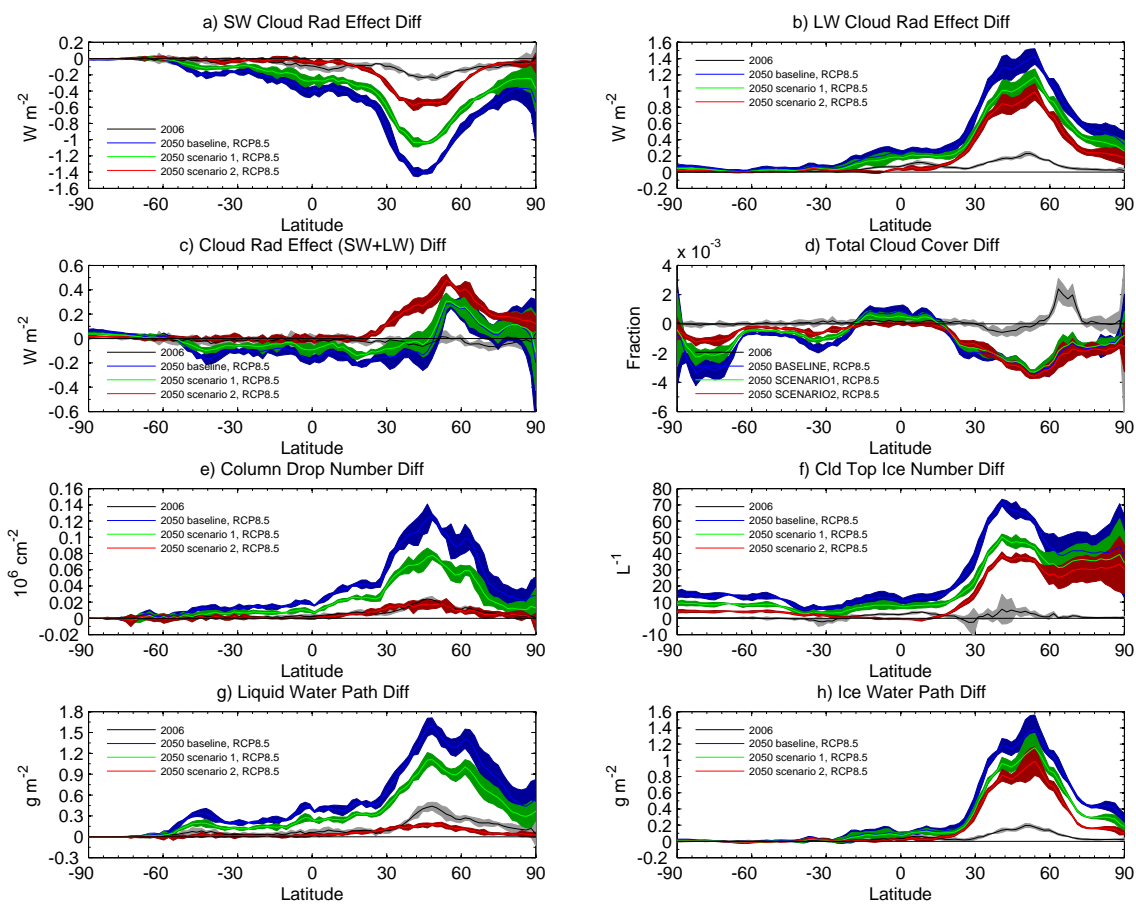 a) SW Cloud Rad Effect Diff
0.2
0
-0.2
-0.4
-0.6
-0.8
-1
-1.2
-1.4
-1.6
W m-2
2006
2050 baseline, RCP8.5
2050 scenario 1, RCP8.5
2050 scenario 2, RCP8.5
-90 -60 -30 0 30 60 90
Latitude
b) LW Cloud Rad Effect Diff
1.6
1.4
1.2
1
0.8
0.6
0.4
0.2
0
-0.2
W m-2
2006
2050 baseline, RCP8.5
2050 scenario 1, RCP8.5
2050 scenario 2, RCP8.5
-90 -60 -30 0 30 60 90
Latitude
c) Cloud Rad Effect (SW+LW) Diff
0.6
0.4
0.2
0
-0.2
-0.4
-0.6
W m-2
2006
2050 baseline, RCP8.5
2050 scenario 1, RCP8.5
2050 scenario 2, RCP8.5
-90 -60 -30 0 30 60 90
Latitude
d) Total Cloud Cover Diff
x 10-3
4
2
0
-2
-4
-6
Fraction
2006
2050 BASELINE, RCP8.5
2050 SCENARIO1, RCP8.5
2050 SCENARIO2, RCP8.5
-90 -60 -30 0 30 60 90
Latitude
e) Column Drop Number Diff
0.16
0.14
0.12
0.1
0.08
0.06
0.04
0.02
0
-0.02
106 cm-2
2006
2050 baseline, RCP8.5
2050 scenario 1, RCP8.5
2050 scenario 2, RCP8.5
-90 -60 -30 0 30 60 90
Latitude
f) Cld Top Ice Number Diff
80
70
60
50
40
30
20
10
0
-10
L-1
2006
2050 baseline, RCP8.5
2050 scenario 1, RCP8.5
2050 scenario 2, RCP8.5
-90 -60 -30 0 30 60 90
Latitude
g) Liquid Water Path Diff
1.8
1.5
1.2
0.9
0.6
0.3
0
-0.3
g m-2
2006
2050 baseline, RCP8.5
2050 scenario 1, RCP8.5
2050 scenario 2, RCP8.5
-90 -60 -30 0 30 60 90
Latitude
h) Ice Water Path Diff
1.6
1.4
1.2
1
0.8
0.6
0.4
0.2
0
-0.2
g m-2
2006
2050 baseline, RCP8.5
2050 scenario 1, RCP8.5
2050 scenario 2, RCP8.5
-90 -60 -30 0 30 60 90
Latitude